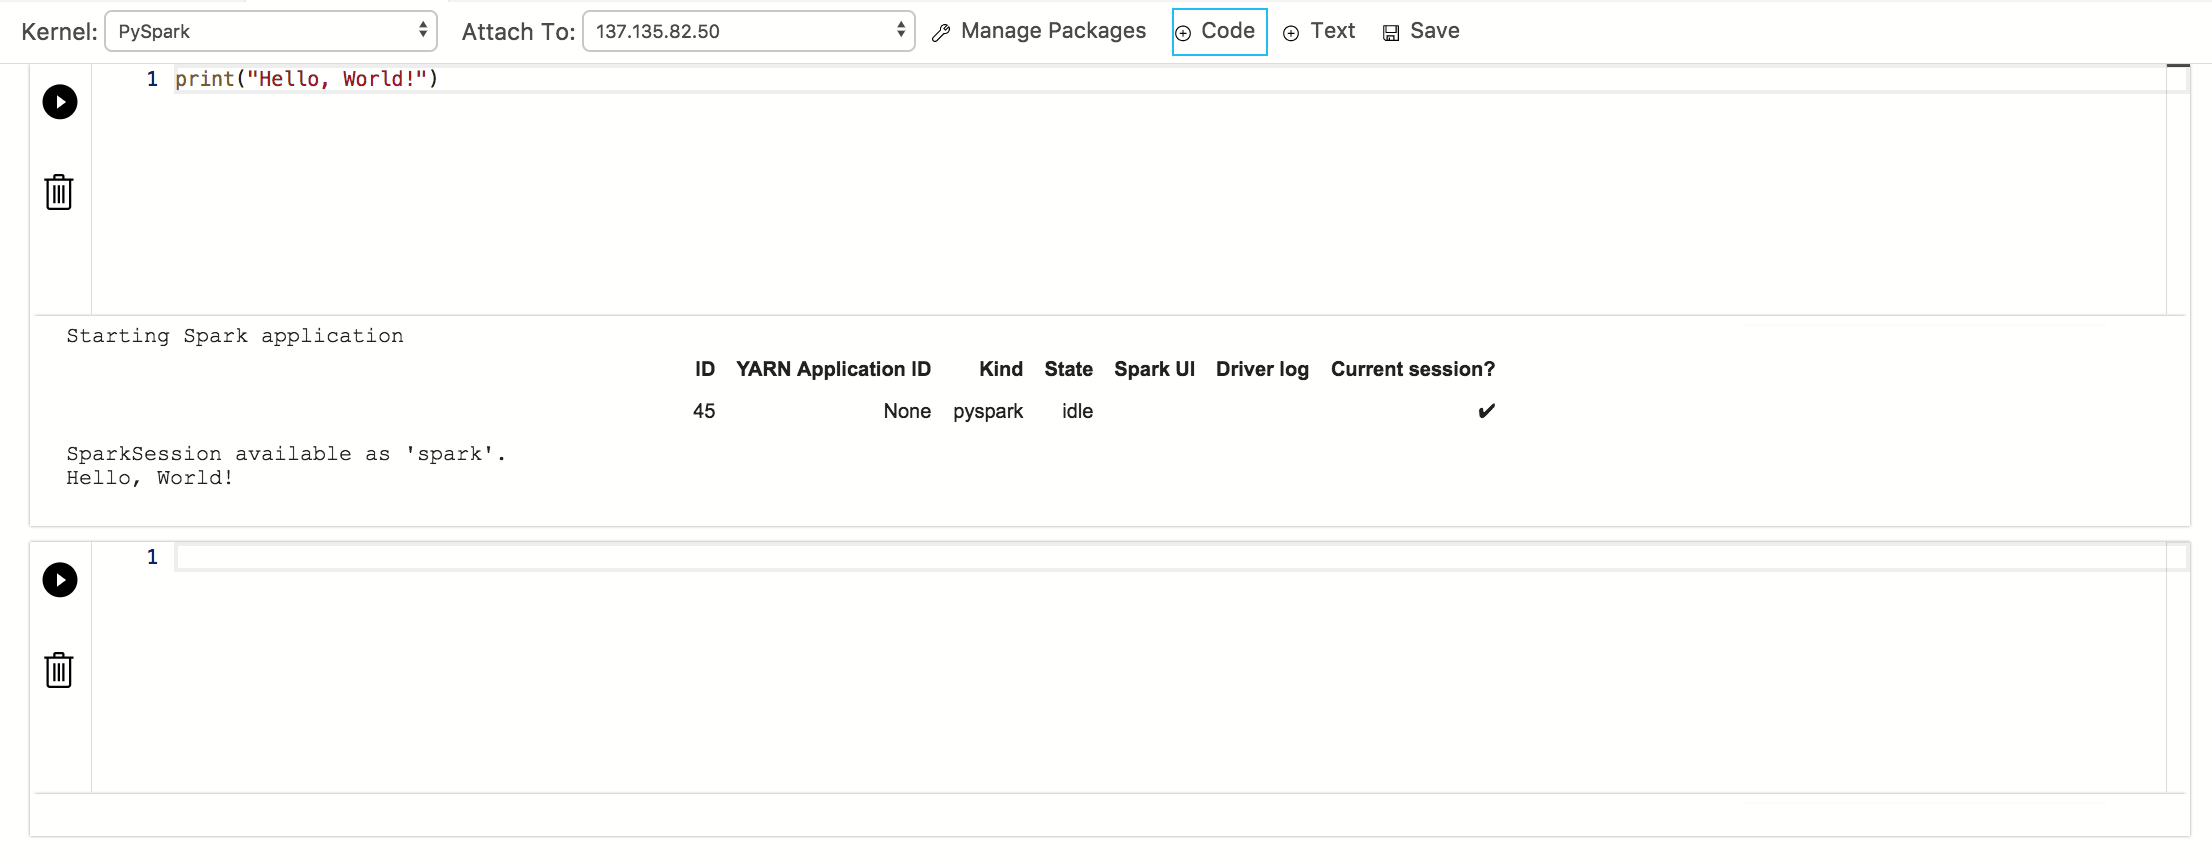 Kernel: PySpark Attach To: 137.135.82.50 Manage Packages Code Text Save
1 print("Hello, World!")
Starting Spark application
ID YARN Application ID Kind State Spark UI Driver log Current session?
45 None pyspark idle ✔
SparkSession available as 'spark'.
Hello, World!
1